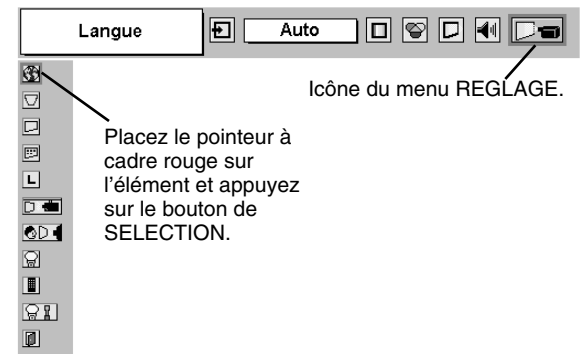 Langue
Auto
Icône du menu REGLAGE.
Placez le pointeur à
cadre rouge sur
l'élément et appuyez
sur le bouton de
SELECTION.
L